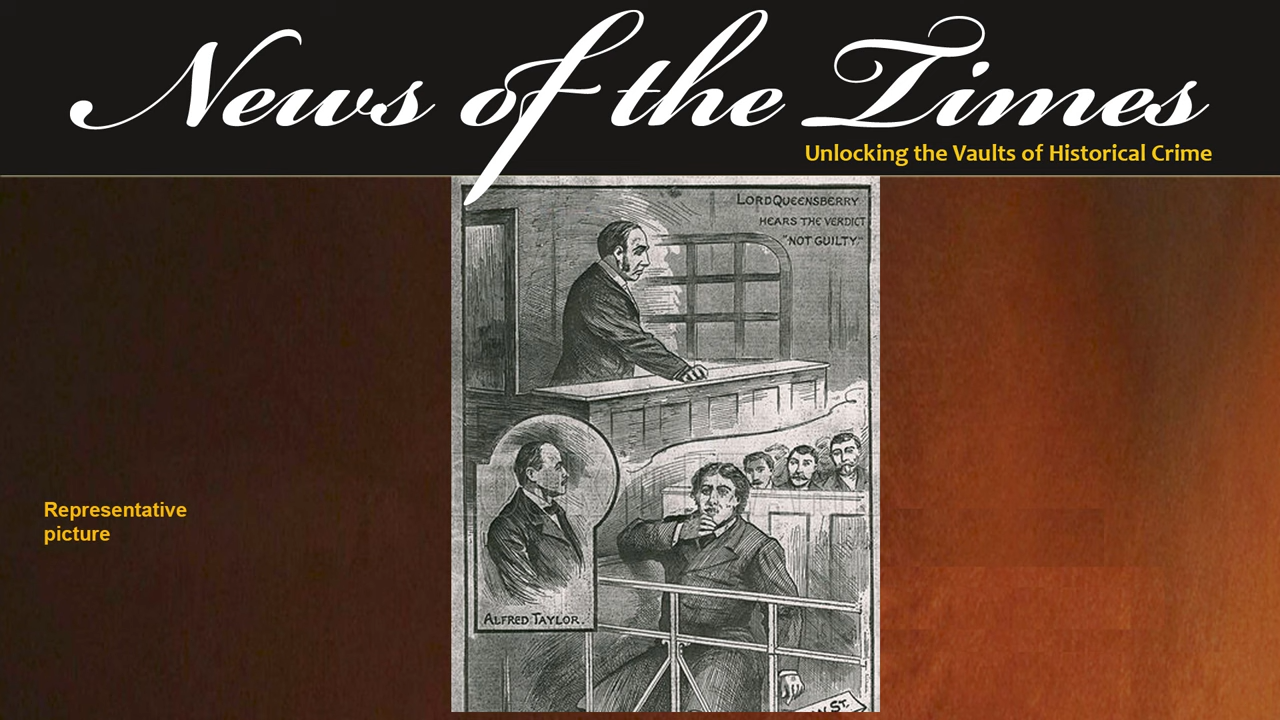 News of the Times
Unlocking the Vaults of Historical Crime
LORD QUEENSBERRY
HEARS THE VERDICT
"NOT GUILTY."
Representative
picture
ALFRED TAYLOR.
ST.